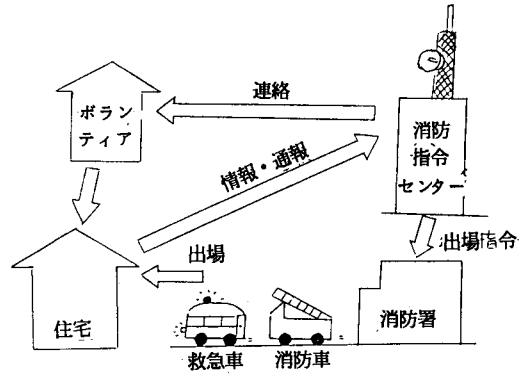 連絡
ボラン
ティア
消防
指令
センター
情報・通報
出場指令
出場
住宅
消防署
救急車
消防車